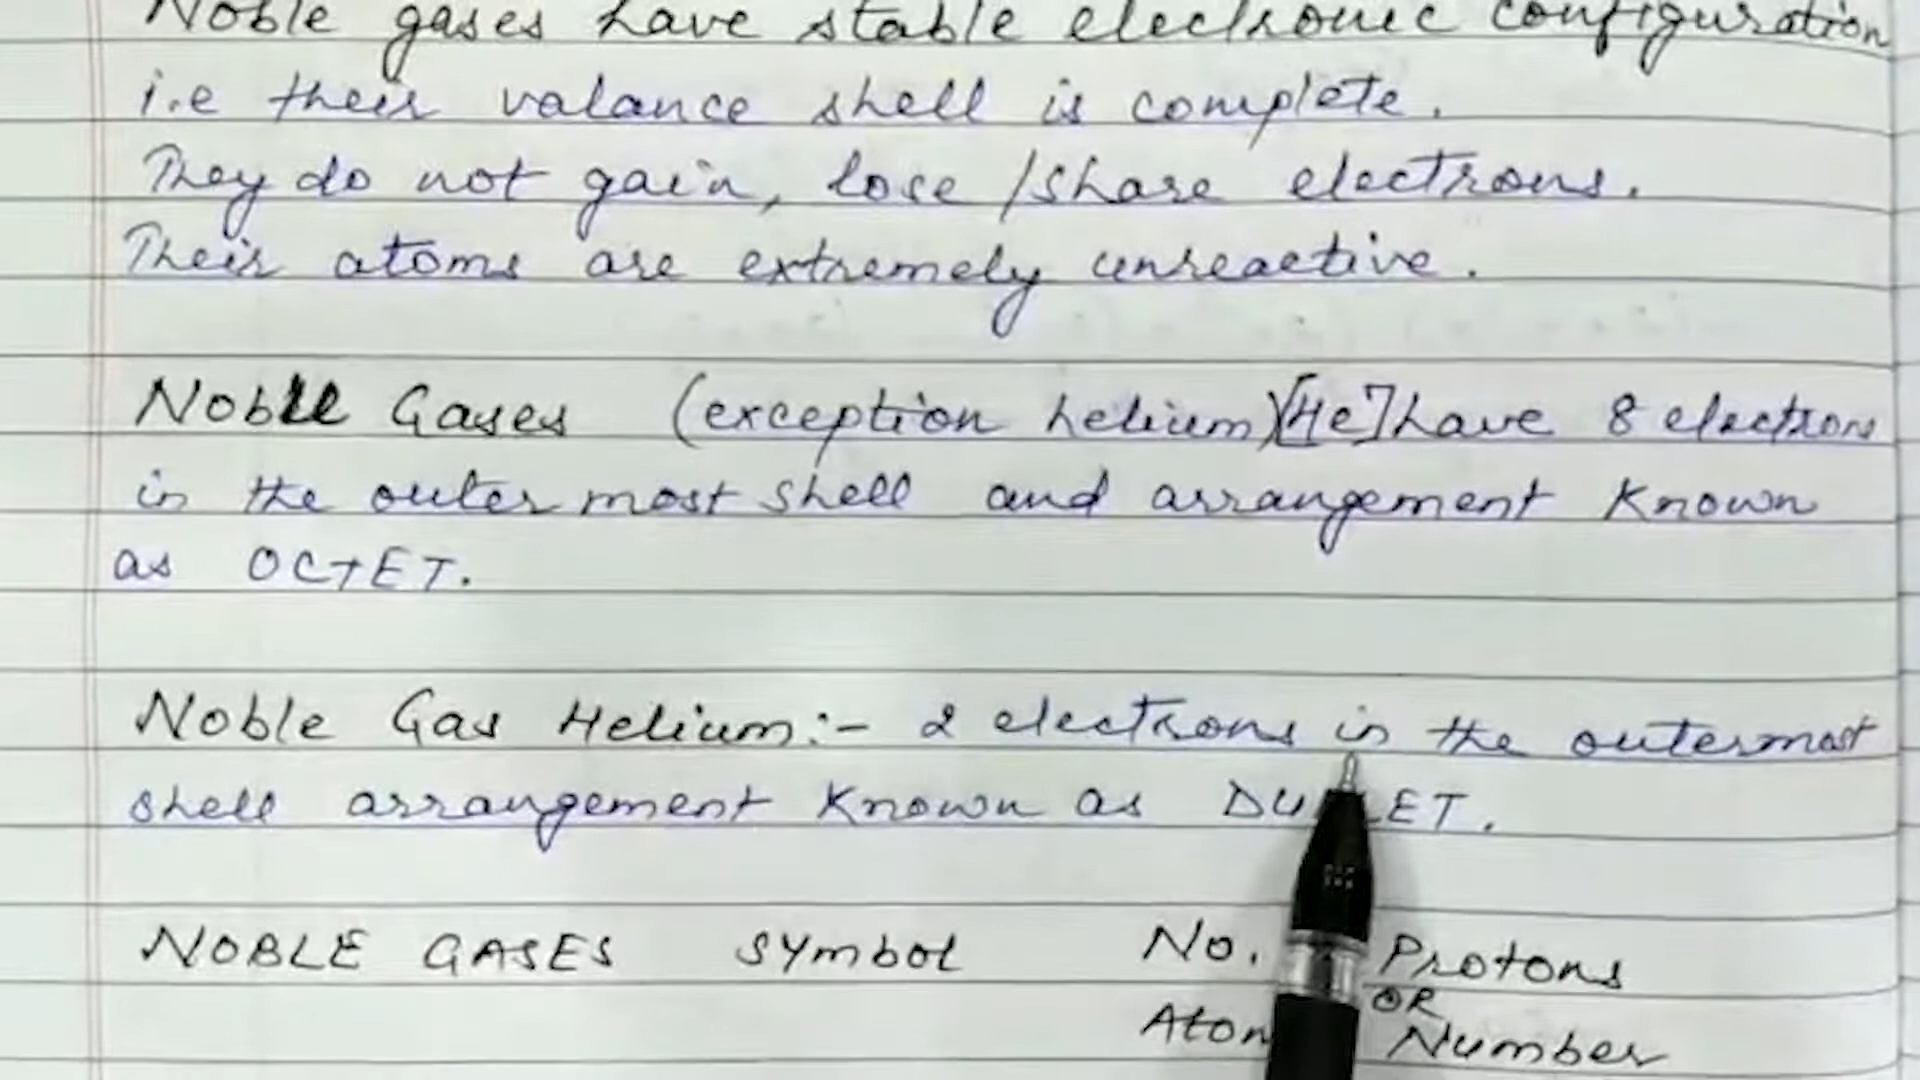 Noble gases have stable electronic configuration
i.e their valance shell is complete.
They do not gain, lose /share electrons.
Their atoms are extremely unreactive.
Noble Gases (exception helium)[He] have 8 electrons
in the outer most shell and arrangement known
as OCTET.
Noble Gas Helium:- 2 electrons in the outermost
shell arrangement known as DUPLET.
NOBLE GASES Symbol No. Protons
OR
Number